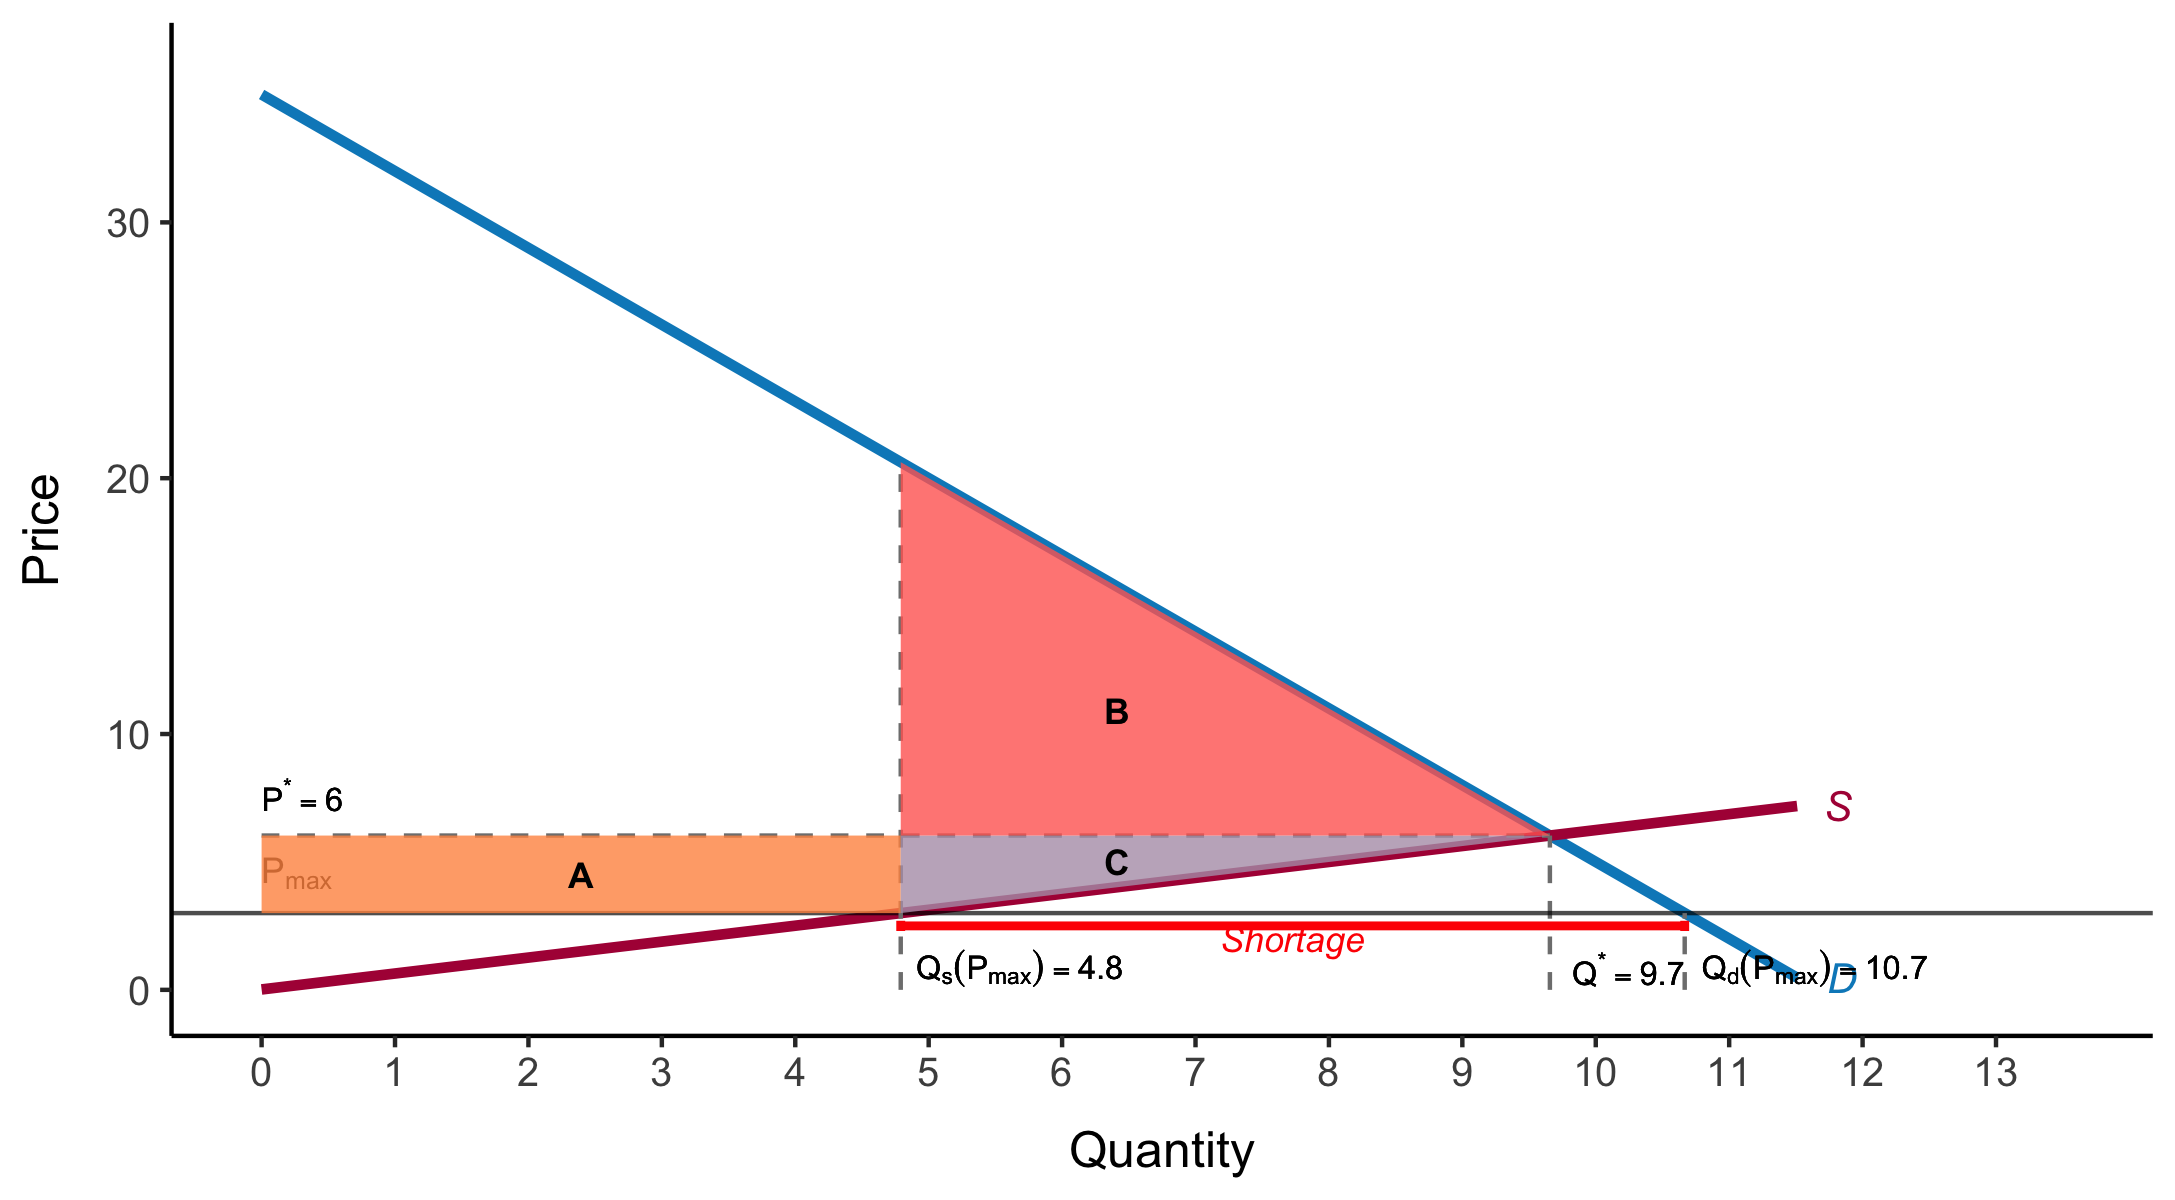 30
20
10
0
Price
P* = 6
Pmax
A
B
C
S
D
Shortage
Qs(Pmax) = 4.8
Q* = 9.7
Qd(Pmax) = 10.7
0 1 2 3 4 5 6 7 8 9 10 11 12 13
Quantity